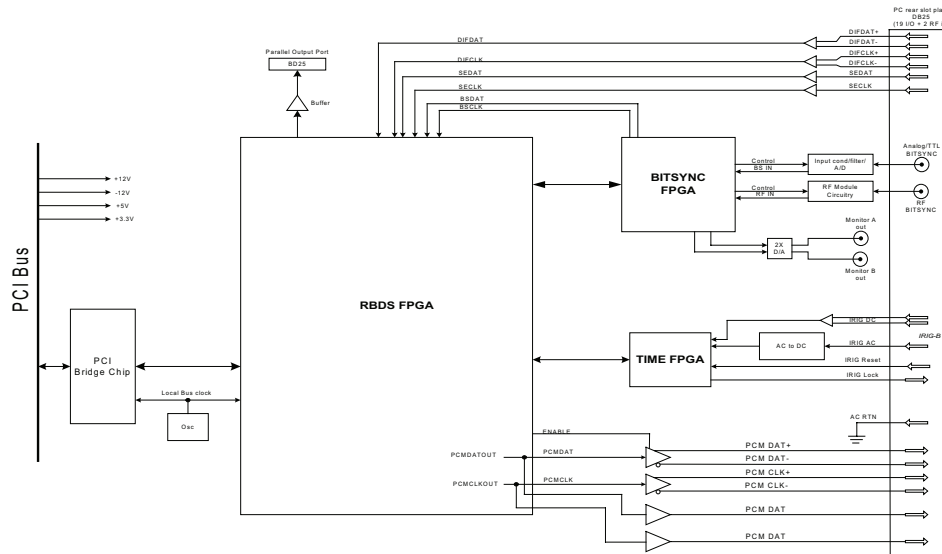 PC rear slot pla
DB25
(19 I/O + 2 RF i
DIFDAT+
DIFDAT
DIFDAT-
DIFCLK+
DIFCLK
DIFCLK-
SEDAT
SEDAT
SECLK
SECLK
BSDAT
BSCLK
Parallel Output Port
BD25
Buffer
PCI Bus
+12V
-12V
+5V
+3.3V
BITSYNC
FPGA
Control
BS IN
Input cond/filter/
A/D
Analog/TTL
BITSYNC
Control
RF IN
RF Module
Circuitry
RF
BITSYNC
2X
D/A
Monitor A
out
Monitor B
out
RBDS FPGA
PCI
Bridge Chip
Local Bus clock
Osc
TIME FPGA
IRIG DC
AC to DC
IRIG AC
IRIG-B
IRIG Reset
IRIG Lock
AC RTN
ENABLE
PCMDATOUT
PCMDAT
PCM DAT+
PCM DAT-
PCMCLKOUT
PCMCLK
PCM CLK+
PCM CLK-
PCM DAT
PCM DAT